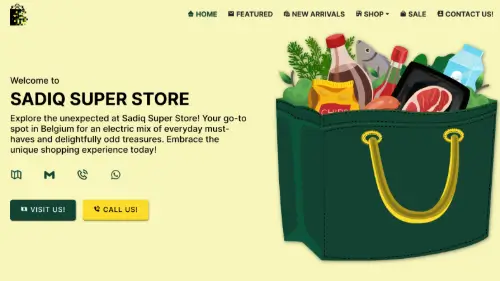 HOME FEATURED NEW ARRIVALS SHOP SALE CONTACT US!
Welcome to
SADIQ SUPER STORE
Explore the unexpected at Sadiq Super Store! Your go-to
spot in Belgium for an electric mix of everyday must-
haves and delightfully odd treasures. Embrace the
unique shopping experience today!
VISIT US! CALL US!
CHIPS